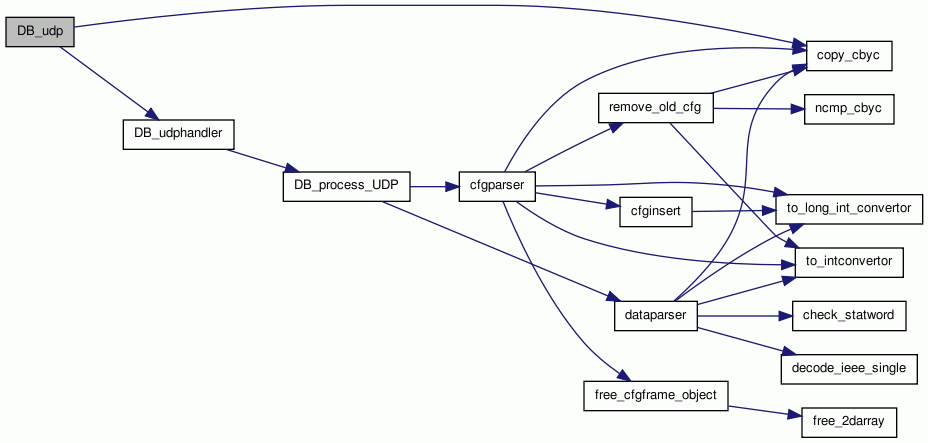 DB_udp
copy_cbyc
remove_old_cfg
ncmp_cbyc
DB_udphandler
DB_process_UDP
cfgparser
cfginsert
to_long_int_convertor
to_intconvertor
dataparser
check_statword
decode_ieee_single
free_cfgframe_object
free_2darray